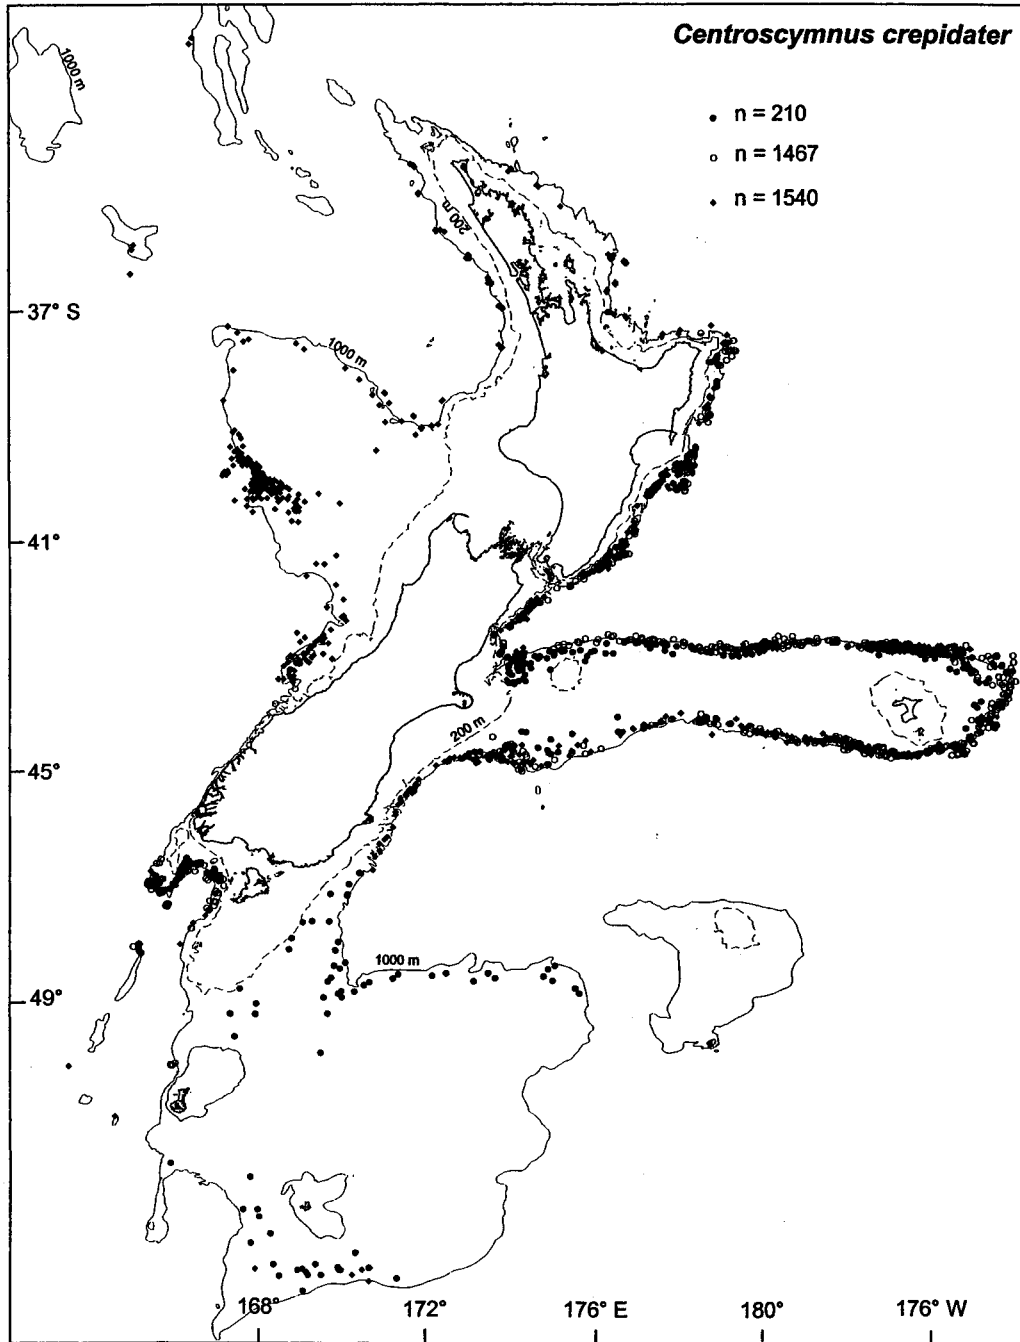 Centroscymnus crepidater
1000 m
n = 210
n = 1467
n = 1540
200 m
37° S
1000 m
41°
200 m
45°
1000 m
49°
168°
172°
176° E
180°
176° W